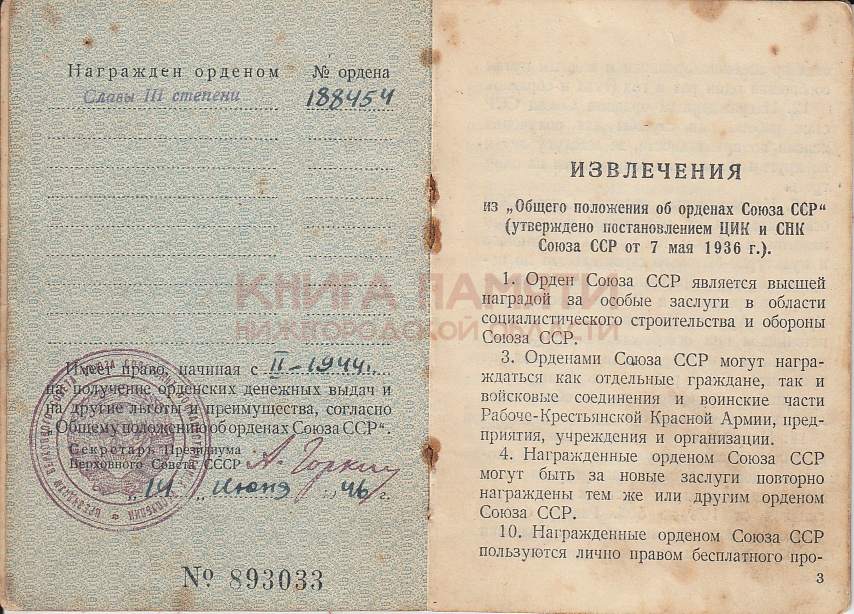 Награжден орденом № ордена
Славы III степени 188454
Имеет право, начиная с II-1944г.
на получение орденских денежных выдач и
на другие льготы и преимущества, согласно
„Общему положению об орденах Союза ССР“.
Секретарь Президиума
Верховного Совета СССР А. Горкин
„14„ июня 46 г.
№ 893033
ИЗВЛЕЧЕНИЯ
из „Общего положения об орденах Союза ССР“
(утверждено постановлением ЦИК и СНК
Союза ССР от 7 мая 1936 г.).
1. Орден Союза ССР является высшей
наградой за особые заслуги в области
социалистического строительства и обороны
Союза ССР.
3. Орденами Союза ССР могут награ-
ждаться как отдельные граждане, так и
войсковые соединения и воинские части
Рабоче-Крестьянской Красной Армии, пред-
приятия, учреждения и организации.
4. Награжденные орденом Союза ССР
могут быть за новые заслуги повторно
награждены тем же или другим орденом
Союза ССР.
10. Награжденные орденом Союза ССР
пользуются лично правом бесплатного про-
3
КНИГА ПАМЯТИ
НИЖЕГОРОДСКОЙ ОБЛАСТИ